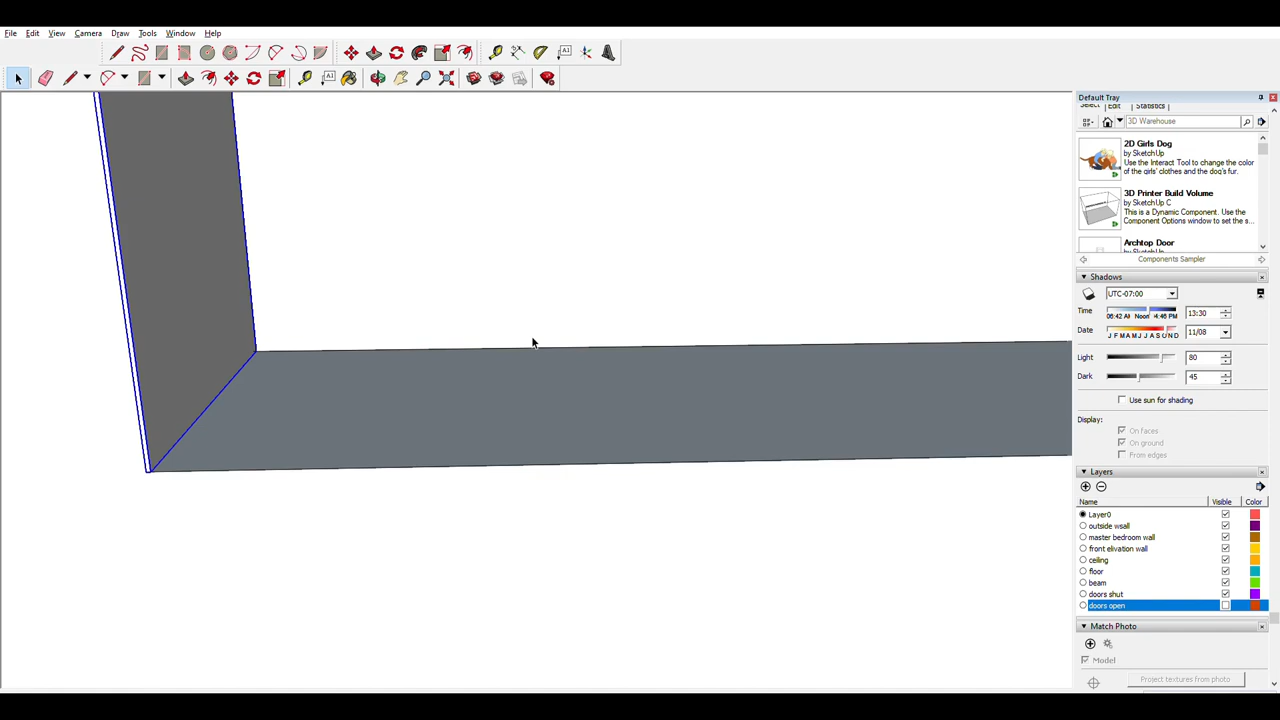 File Edit View Camera Draw Tools Window Help
Default Tray
Select Edit Statistics
3D Warehouse
2D Girls Dog
by SketchUp
Use the Interact Tool to change the color
of the girls' clothes and the dog's fur.
3D Printer Build Volume
by SketchUp C
This is a Dynamic Component. Use the
Component Options window to set the s...
Archtop Door
Components Sampler
Shadows
UTC-07:00
Time 06:42 AM Noon 4:46 PM 13:30
Date J F M A M J J A S O N D 11/08
Light 80
Dark 45
Use sun for shading
Display:
On faces
On ground
From edges
Layers
Name Visible Color
Layer0
outside wsall
master bedroom wall
front elivation wall
ceiling
floor
beam
doors shut
doors open
Match Photo
Model
Project textures from photo